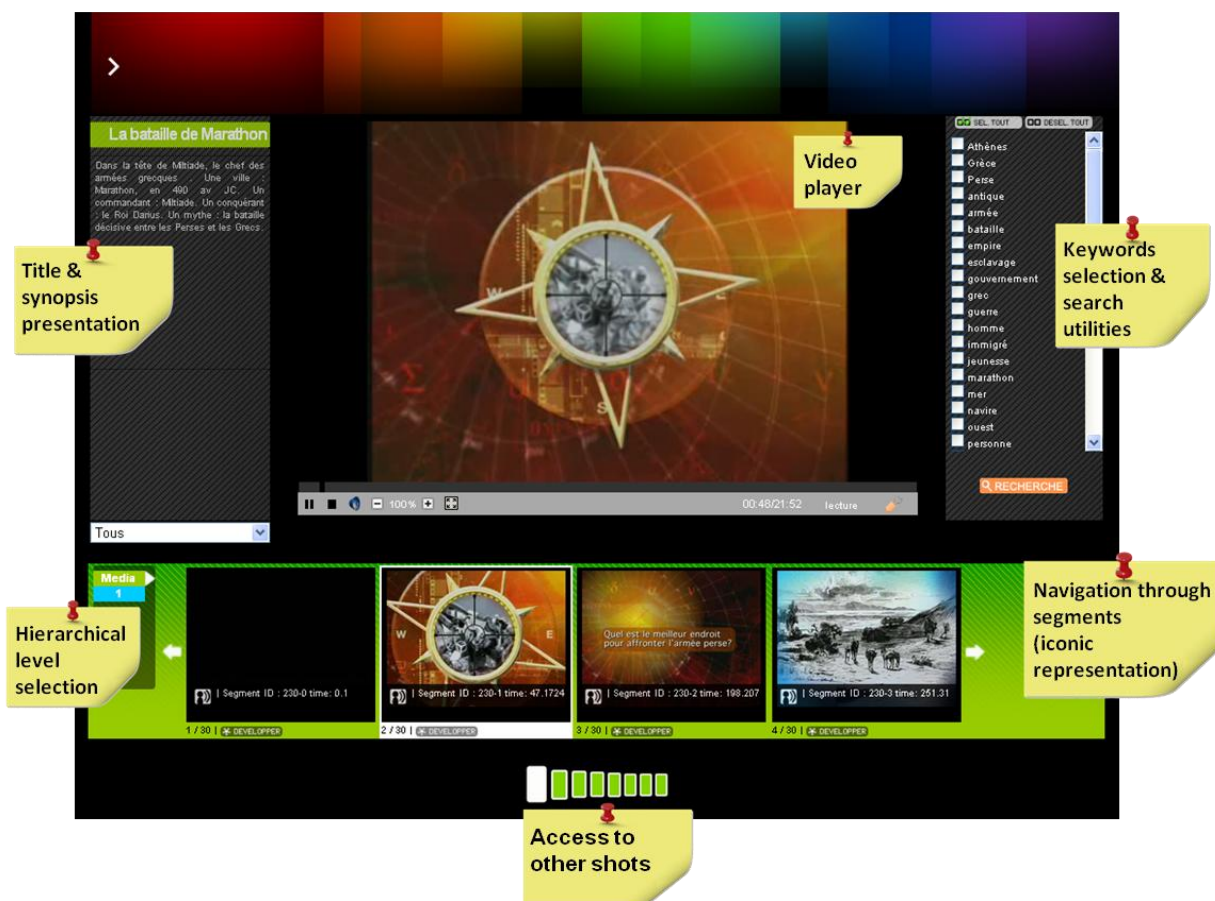 La bataille de Marathon
Dans la tête de Miltiade, le chef des
armées grecques . Une ville :
Marathon, en 490 av JC. Un
commandant : Miltiade. Un conquérant
: le Roi Darius. Un mythe : la bataille
décisive entre les Perses et les Grecs.
Title &
synopsis
presentation
Tous
Video
player
W
S
00:48/21:52
lecture
100%
SEL. TOUT
DESEL. TOUT
Athènes
Grèce
Perse
antique
armée
bataille
empire
esclavage
gouvernement
grec
guerre
homme
immigré
jeunesse
marathon
mer
navire
ouest
personne
RECHERCHE
Keywords
selection &
search
utilities
Media
1
Hierarchical
level
selection
| Segment ID : 230-0 time: 0.1
1 / 30 | DEVELOPPER
W
E
| Segment ID : 230-1 time: 47.1724
2 / 30 | DEVELOPPER
Quel est le meilleur endroit
pour affronter l'armée perse?
| Segment ID : 230-2 time: 198.207
3 / 30 | DEVELOPPER
| Segment ID : 230-3 time: 251.31
4 / 30 | DEVELOPPER
Navigation through
segments
(iconic
representation)
Access to
other shots